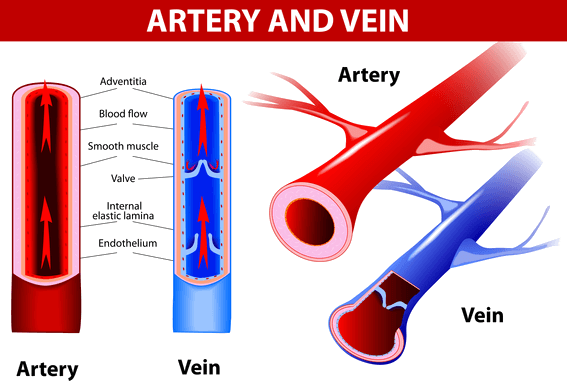 ARTERY AND VEIN
Adventitia
Blood flow
Smooth muscle
Valve
Internal
elastic lamina
Endothelium
Artery
Vein
Artery
Vein